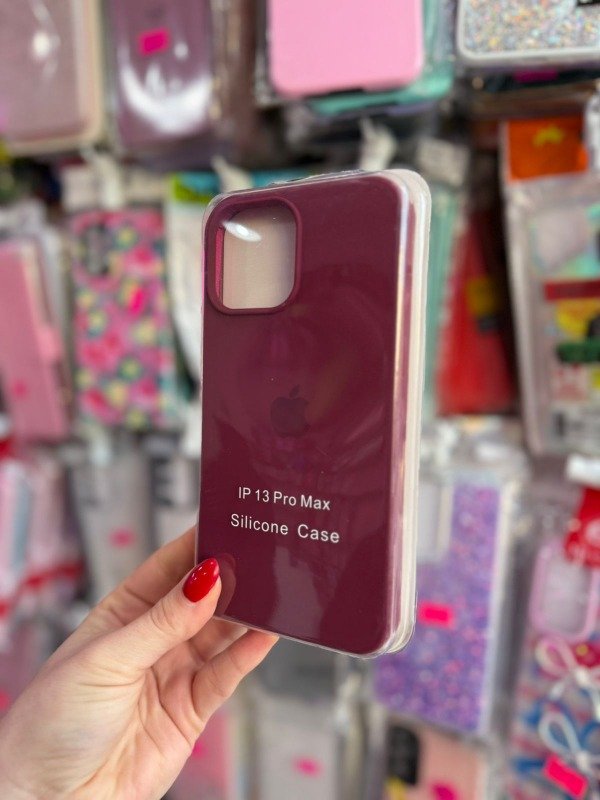 IP 13 Pro Max
Silicone Case